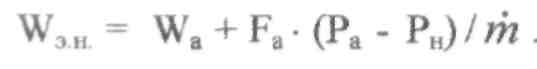 Wэ.н. = Wa + Fa · (Pa - Pн) / ṁ .